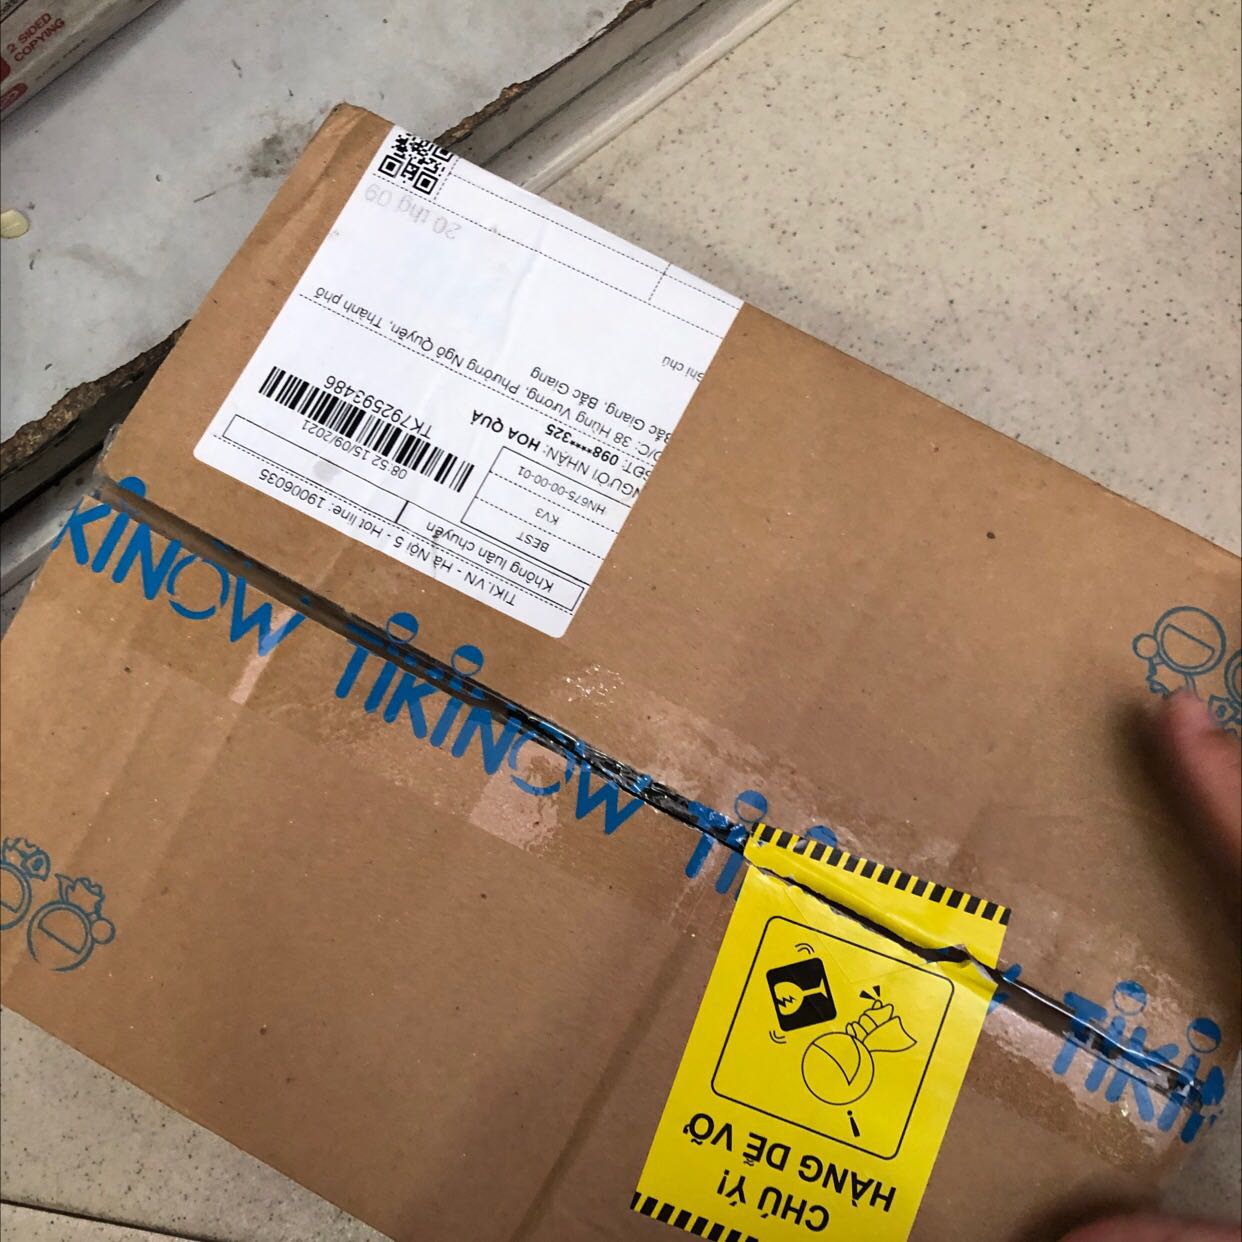 2 SIDED
COPYING
TIKI.VN - Hà Nội 5 - Hot line: 19006035
Không luân chuyển
08:52 15/09/2021
BEST
KV3
HN675-00-00-01
TK792593486
NGƯỜI NHẬN: HOA QUẢ
SĐT: 098****325
Đ/C: 38 Hùng Vương, Phường Ngô Quyền, Thành phố
Bắc Giang, Bắc Giang
Ghi chú
20 thg 09
KINOW TIKINOW TIKI TIKI
CHÚ Ý!
HÀNG DỄ VỠ